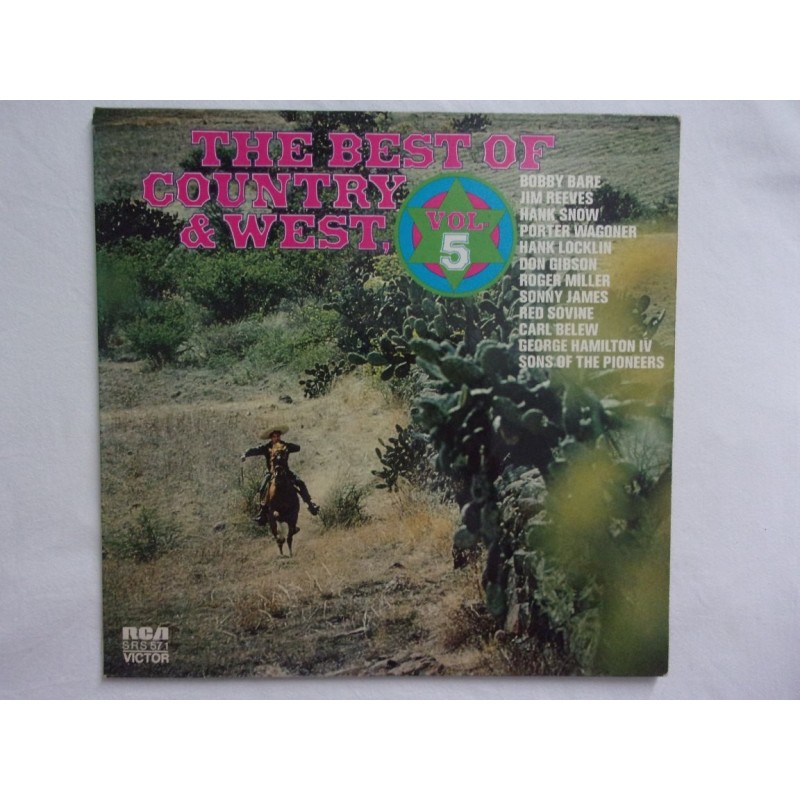 THE BEST OF
COUNTRY
& WEST,
VOL.
5
BOBBY BARE
JIM REEVES
HANK SNOW
PORTER WAGONER
HANK LOCKLIN
DON GIBSON
ROGER MILLER
SONNY JAMES
RED SOVINE
CARL BELEW
GEORGE HAMILTON IV
SONS OF THE PIONEERS
RCA
SRS 571
VICTOR